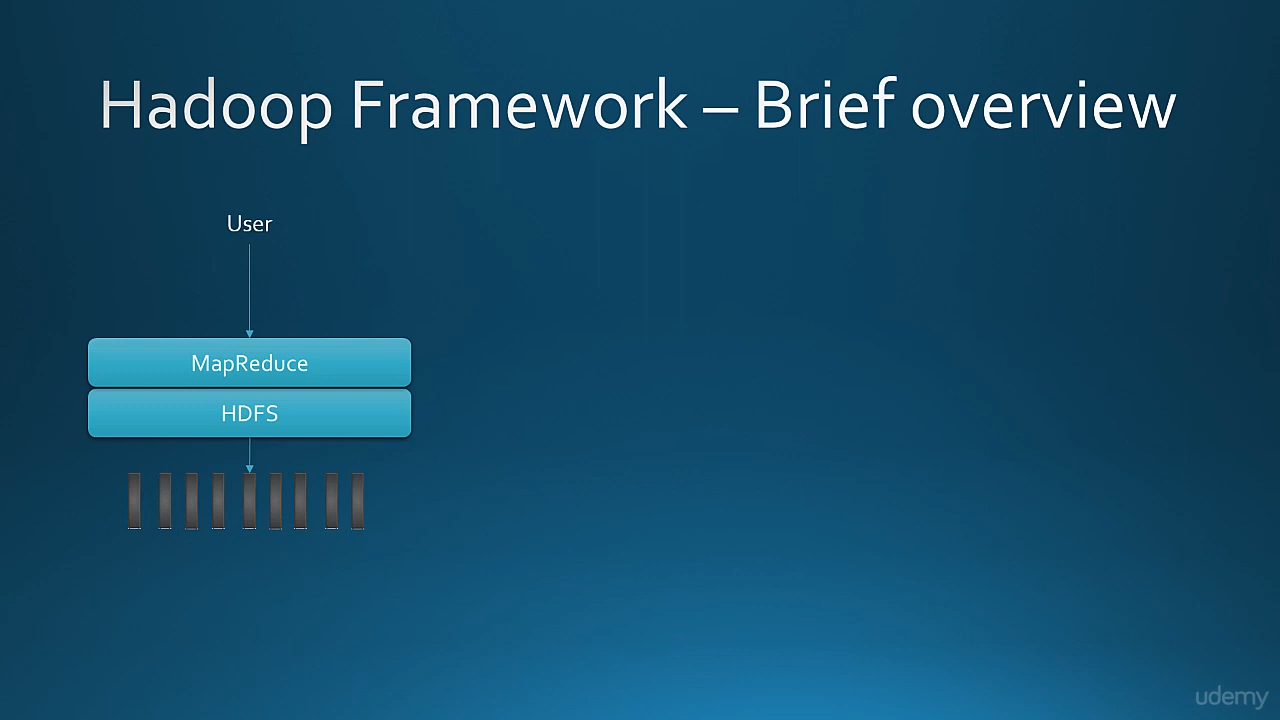 Hadoop Framework – Brief overview
User
MapReduce
HDFS
udemy